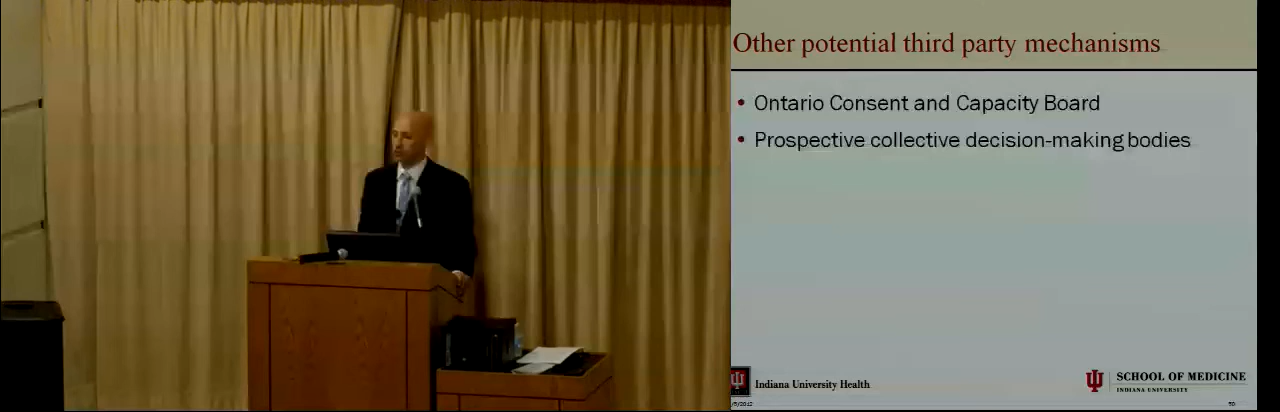 Other potential third party mechanisms
• Ontario Consent and Capacity Board
• Prospective collective decision-making bodies
Indiana University Health
SCHOOL OF MEDICINE
INDIANA UNIVERSITY